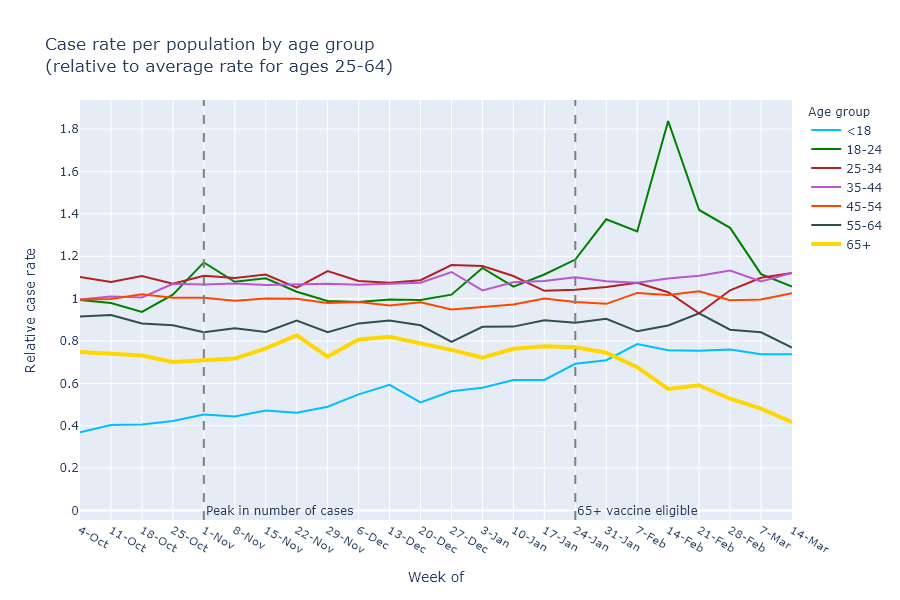 Case rate per population by age group
(relative to average rate for ages 25-64)
Age group
<18
18-24
25-34
35-44
45-54
55-64
65+
Relative case rate
1.8
1.6
1.4
1.2
1
0.8
0.6
0.4
0.2
0
Peak in number of cases
65+ vaccine eligible
4-Oct
11-Oct
18-Oct
25-Oct
1-Nov
8-Nov
15-Nov
22-Nov
29-Nov
6-Dec
13-Dec
20-Dec
27-Dec
3-Jan
10-Jan
17-Jan
24-Jan
31-Jan
7-Feb
14-Feb
21-Feb
28-Feb
7-Mar
14-Mar
Week of